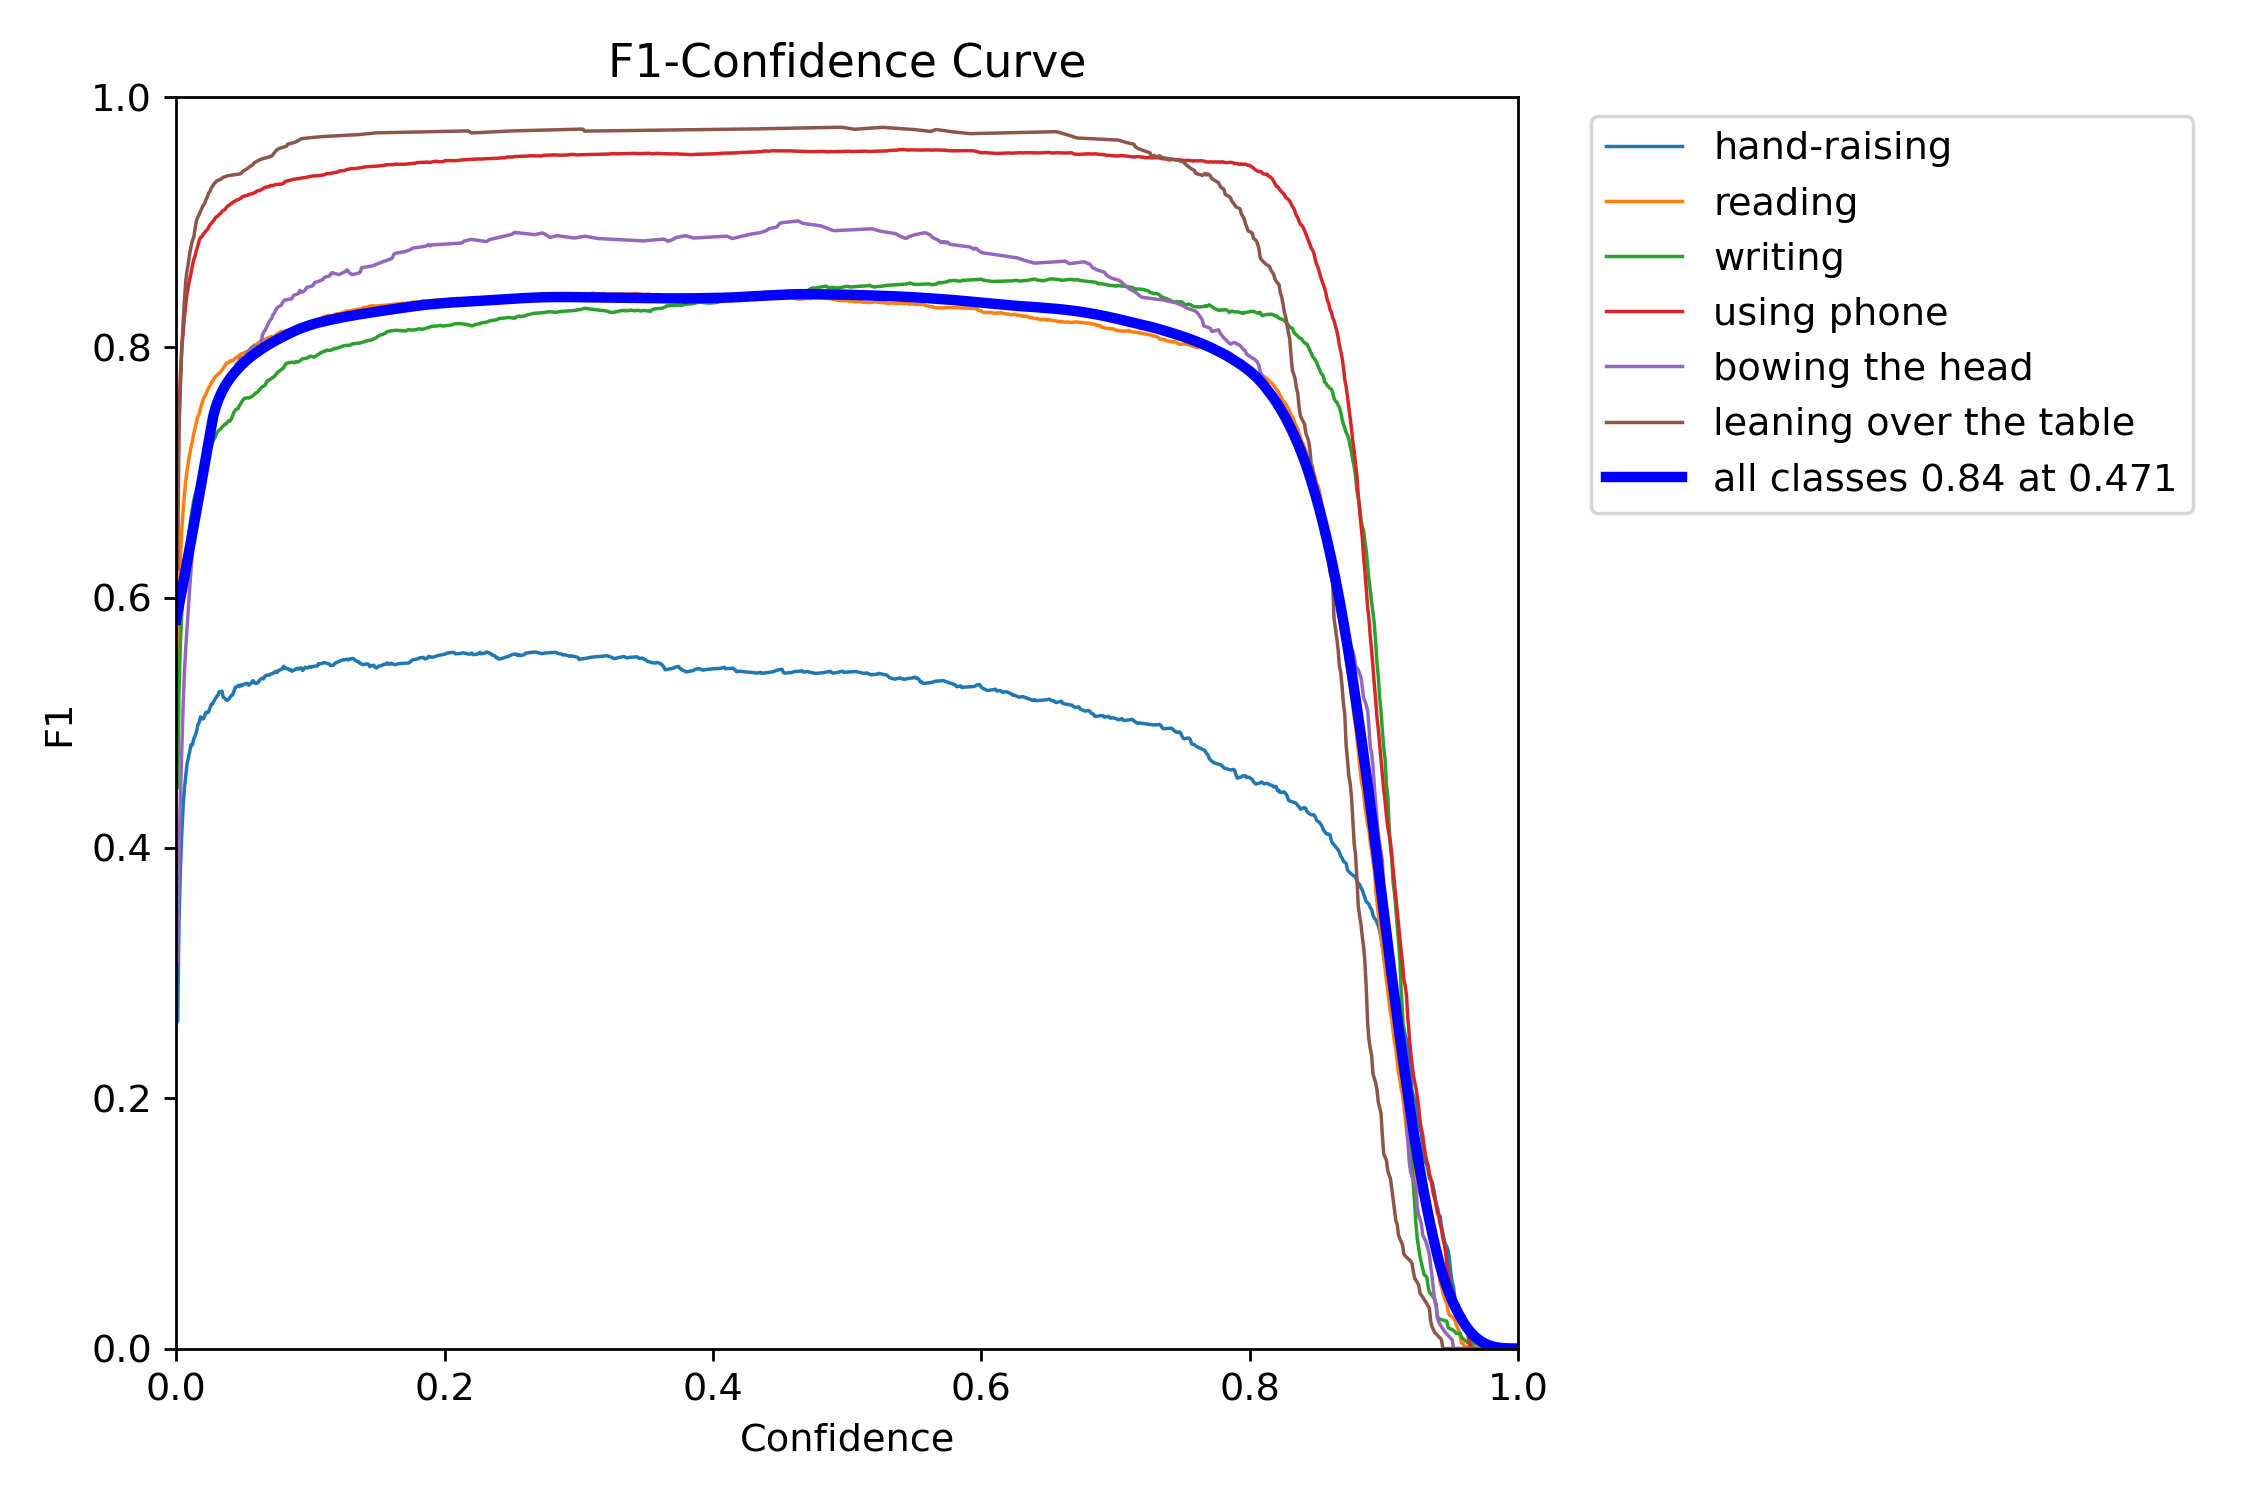 F1-Confidence Curve
1.0
0.8
0.6
0.4
0.2
0.0
F1
0.0 0.2 0.4 0.6 0.8 1.0
Confidence
hand-raising
reading
writing
using phone
bowing the head
leaning over the table
all classes 0.84 at 0.471